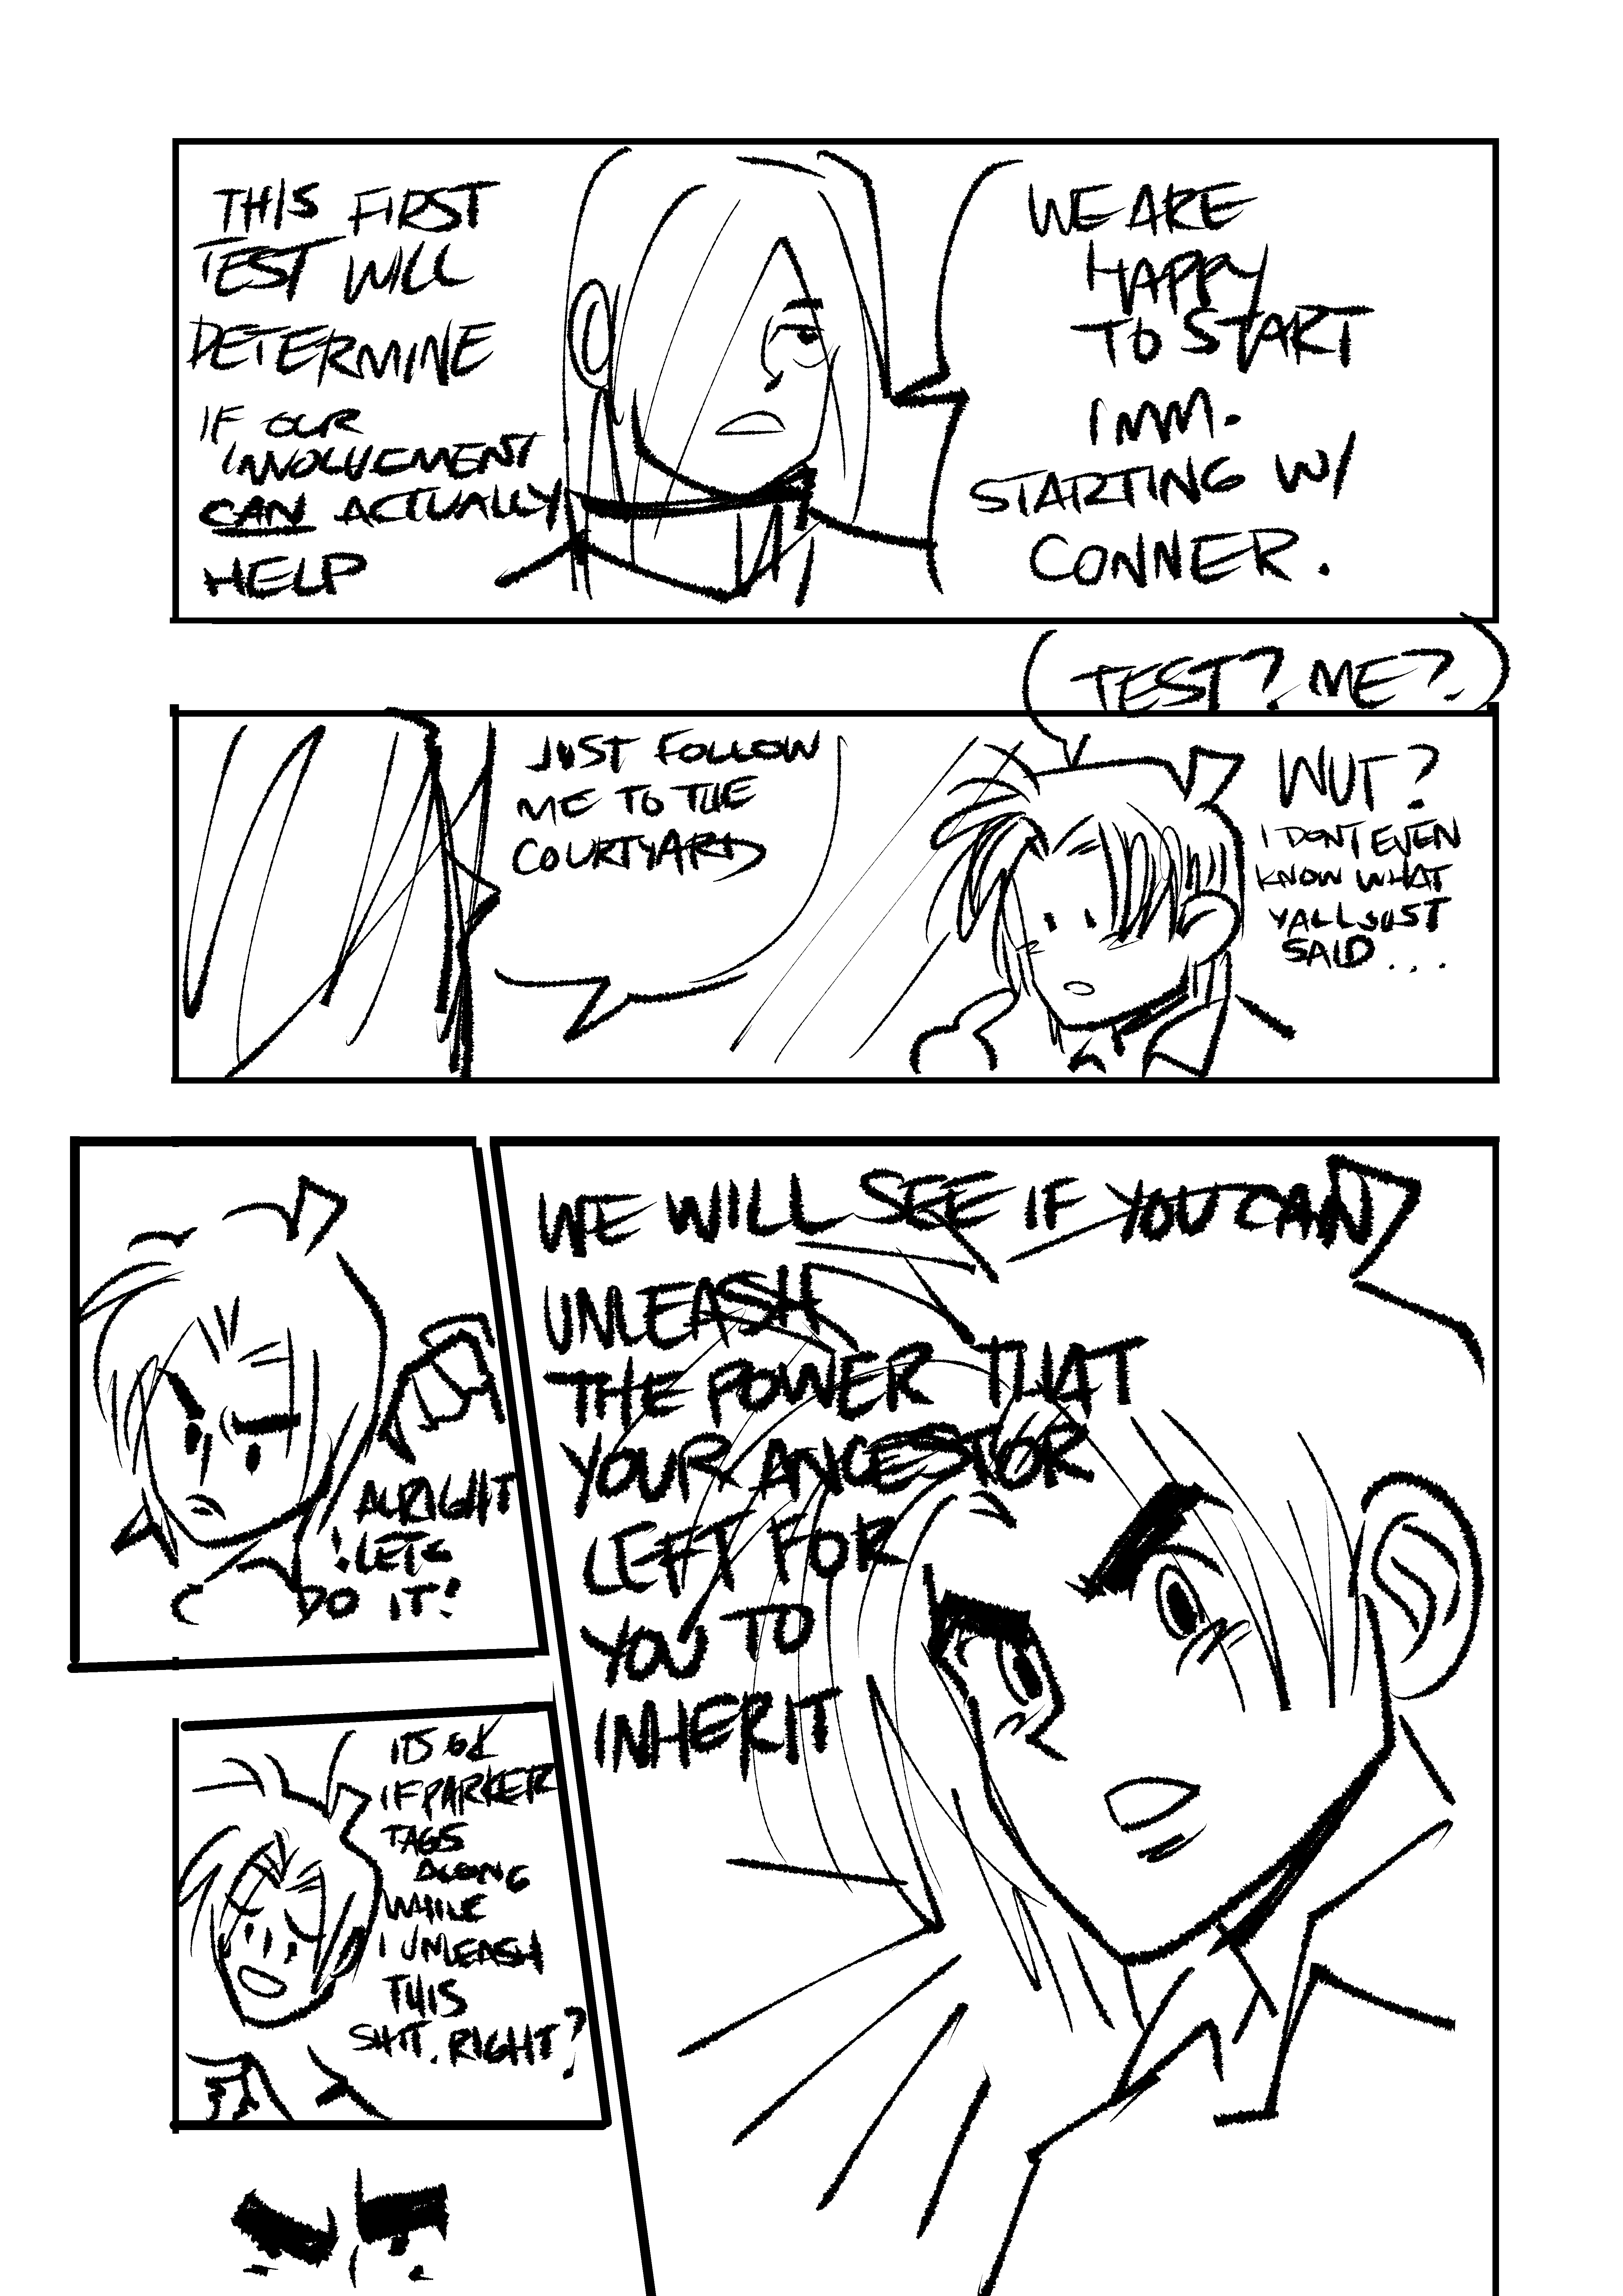 WE ARE
HAPPY
TO START
IMM.
STARTING W/
CONNER.
THIS FIRST
TEST WILL
DETERMINE
IF OUR
INVOLVEMENT
CAN ACTUALLY
HELP
TEST? ME?
WUT?
I DONT EVEN
KNOW WHAT
YALL JUST
SAID...
JUST FOLLOW
ME TO THE
COURTYARD
WE WILL SEE IF YOU CAN
UNLEASH
THE POWER THAT
YOUR ANCESTOR
LEFT FOR
YOU TO
INHERIT
ALRIGHT
! LETS
DO IT!
ITS OK
IF PARKER
TAGS
ALONG
WHILE
I UNLEASH
THIS
SHIT. RIGHT?